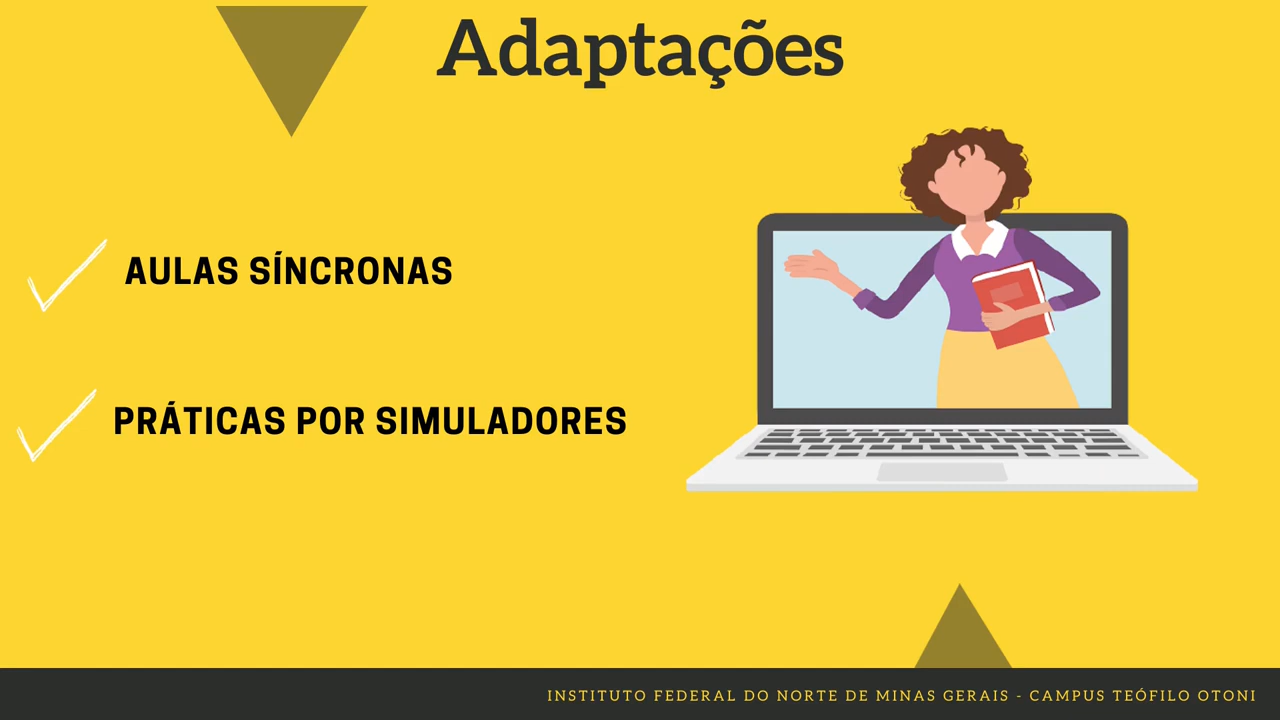 Adaptações
AULAS SÍNCRONAS
PRÁTICAS POR SIMULADORES
INSTITUTO FEDERAL DO NORTE DE MINAS GERAIS - CAMPUS TEÓFILO OTONI